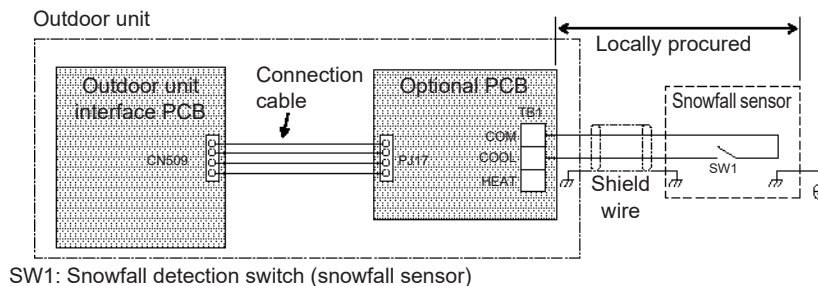 Outdoor unit
Locally procured
Outdoor unit
interface PCB
Connection
cable
Optional PCB
Snowfall sensor
TB1
COM
CN509
PJ17
COOL
SW1
HEAT
Shield
wire
SW1: Snowfall detection switch (snowfall sensor)